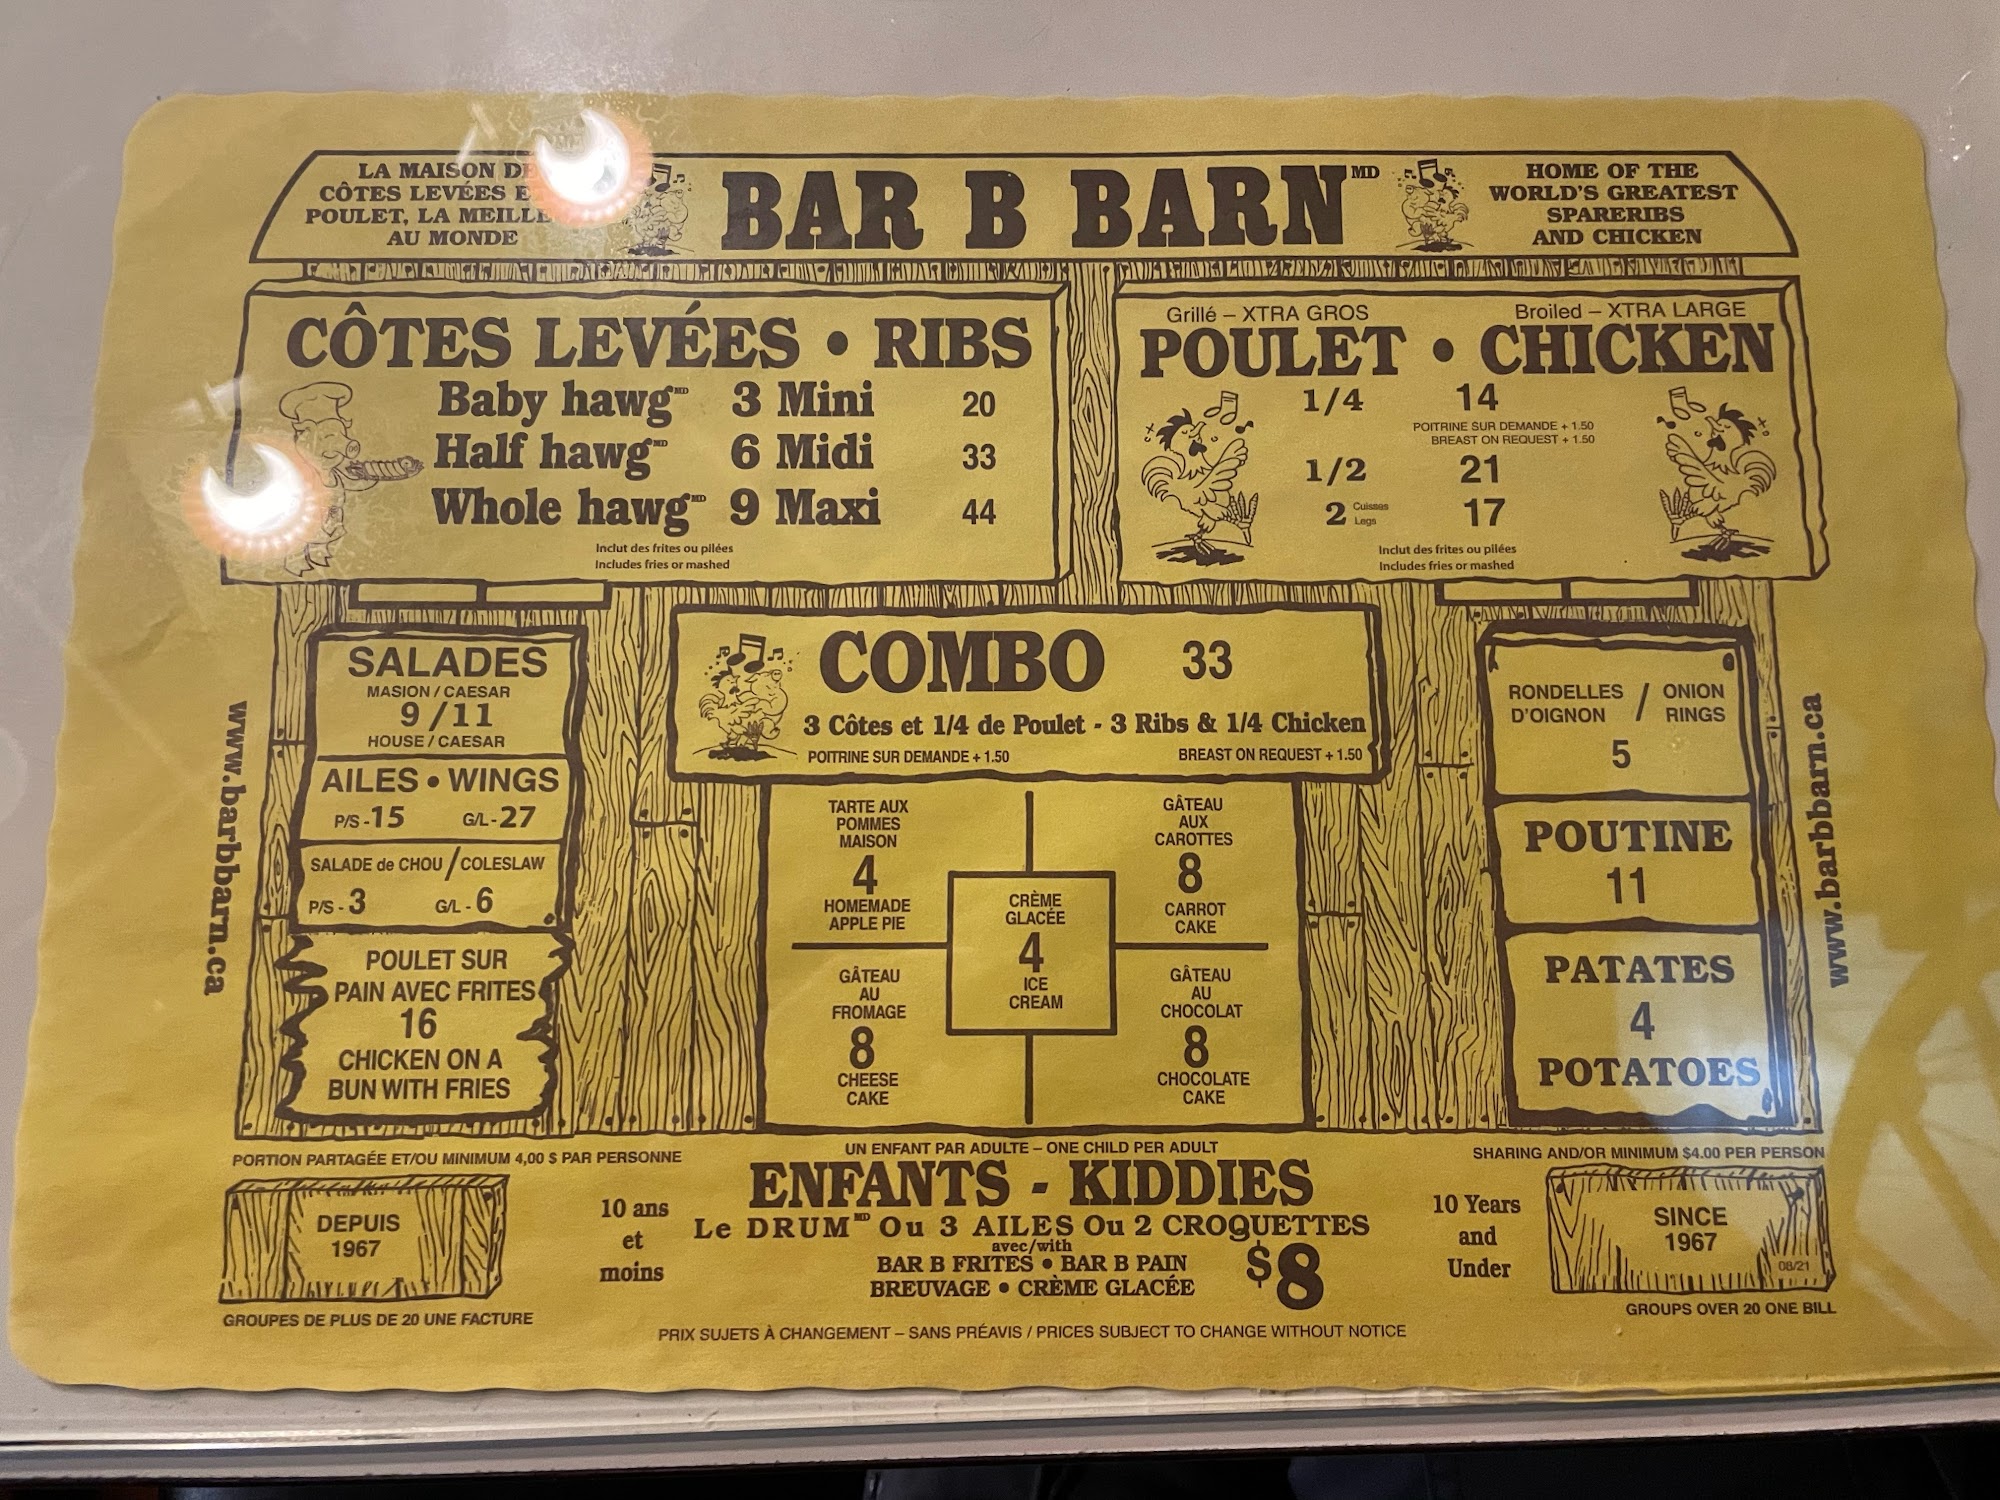 LA MAISON DE
CÔTES LEVÉES E
POULET, LA MEILLE
AU MONDE
BAR B BARN MD
HOME OF THE
WORLD'S GREATEST
SPARERIBS
AND CHICKEN
CÔTES LEVÉES • RIBS
Baby hawg MD 3 Mini 20
Half hawg MD 6 Midi 33
Whole hawg MD 9 Maxi 44
Inclut des frites ou pilées
Includes fries or mashed
Grillé – XTRA GROS Broiled – XTRA LARGE
POULET • CHICKEN
1/4 14
POITRINE SUR DEMANDE + 1.50
BREAST ON REQUEST + 1.50
1/2 21
2 Cuisses Legs 17
Inclut des frites ou pilées
Includes fries or mashed
COMBO 33
3 Côtes et 1/4 de Poulet - 3 Ribs & 1/4 Chicken
POITRINE SUR DEMANDE + 1.50 BREAST ON REQUEST + 1.50
www.barbbarn.ca
SALADES
MASION / CAESAR
9 / 11
HOUSE / CAESAR
AILES • WINGS
P/S - 15 G/L - 27
SALADE de CHOU / COLESLAW
P/S - 3 G/L - 6
POULET SUR
PAIN AVEC FRITES
16
CHICKEN ON A
BUN WITH FRIES
TARTE AUX
POMMES
MAISON
4
HOMEMADE
APPLE PIE
GÂTEAU
AUX
CAROTTES
8
CARROT
CAKE
CRÈME
GLACÉE
4
ICE
CREAM
GÂTEAU
AU
FROMAGE
8
CHEESE
CAKE
GÂTEAU
AU
CHOCOLAT
8
CHOCOLATE
CAKE
RONDELLES D'OIGNON / ONION RINGS
5
POUTINE
11
PATATES
4
POTATOES
www.barbbarn.ca
PORTION PARTAGÉE ET/OU MINIMUM 4,00 $ PAR PERSONNE
UN ENFANT PAR ADULTE – ONE CHILD PER ADULT
SHARING AND/OR MINIMUM $4.00 PER PERSON
DEPUIS
1967
GROUPES DE PLUS DE 20 UNE FACTURE
10 ans
et
moins
ENFANTS - KIDDIES
Le DRUM MD Ou 3 AILES Ou 2 CROQUETTES
avec/with
BAR B FRITES • BAR B PAIN
BREUVAGE • CRÈME GLACÉE
$8
10 Years
and
Under
SINCE
1967
08/21
GROUPS OVER 20 ONE BILL
PRIX SUJETS À CHANGEMENT – SANS PRÉAVIS / PRICES SUBJECT TO CHANGE WITHOUT NOTICE